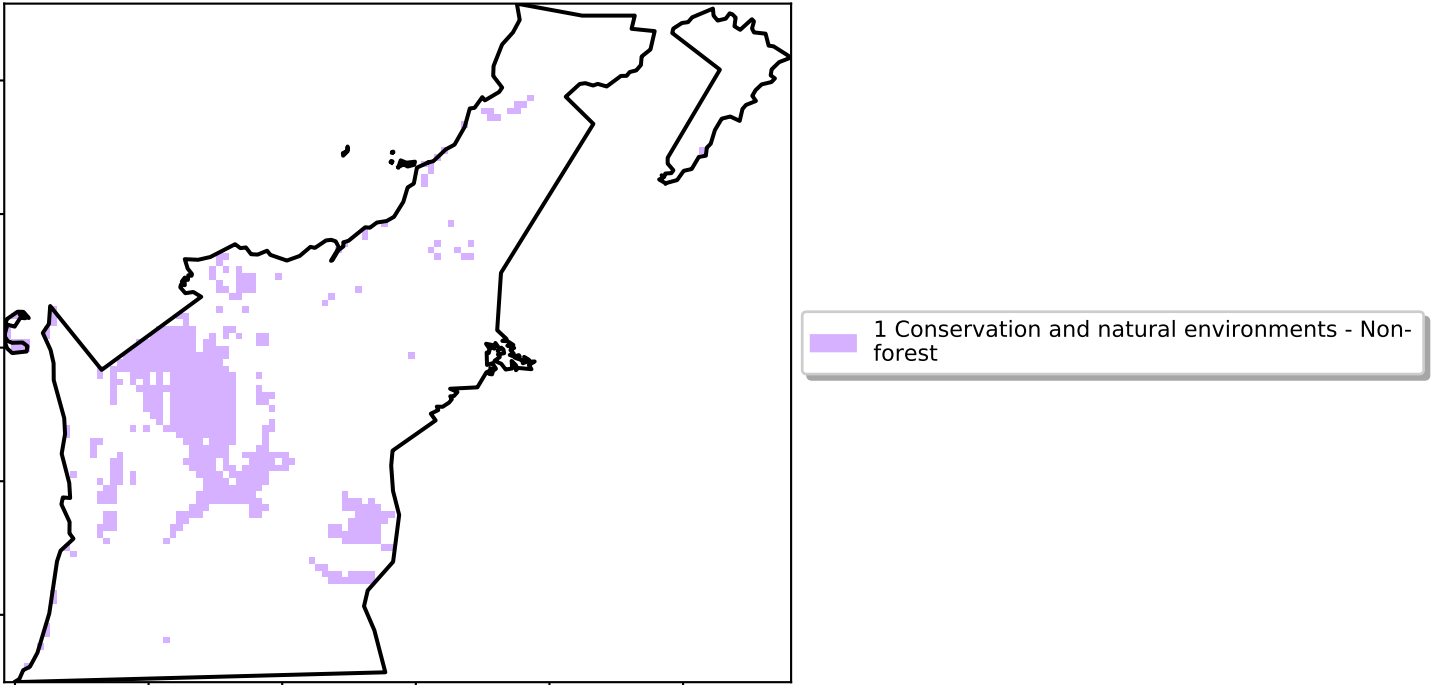 1 Conservation and natural environments - Non-
forest